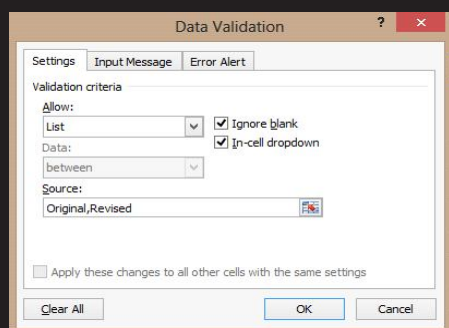 Data Validation
Settings
Input Message
Error Alert
Validation criteria
Allow:
List
Ignore blank
In-cell dropdown
Data:
between
Source:
Original,Revised
Apply these changes to all other cells with the same settings
Clear All
OK
Cancel